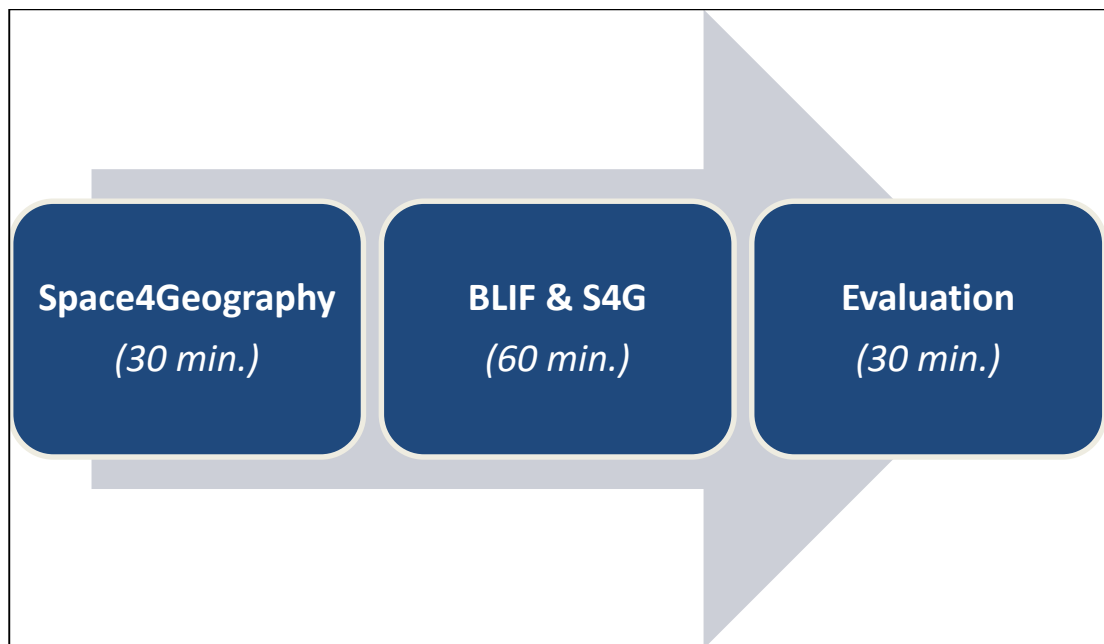 Space4Geography
(30 min.)
BLIF & S4G
(60 min.)
Evaluation
(30 min.)